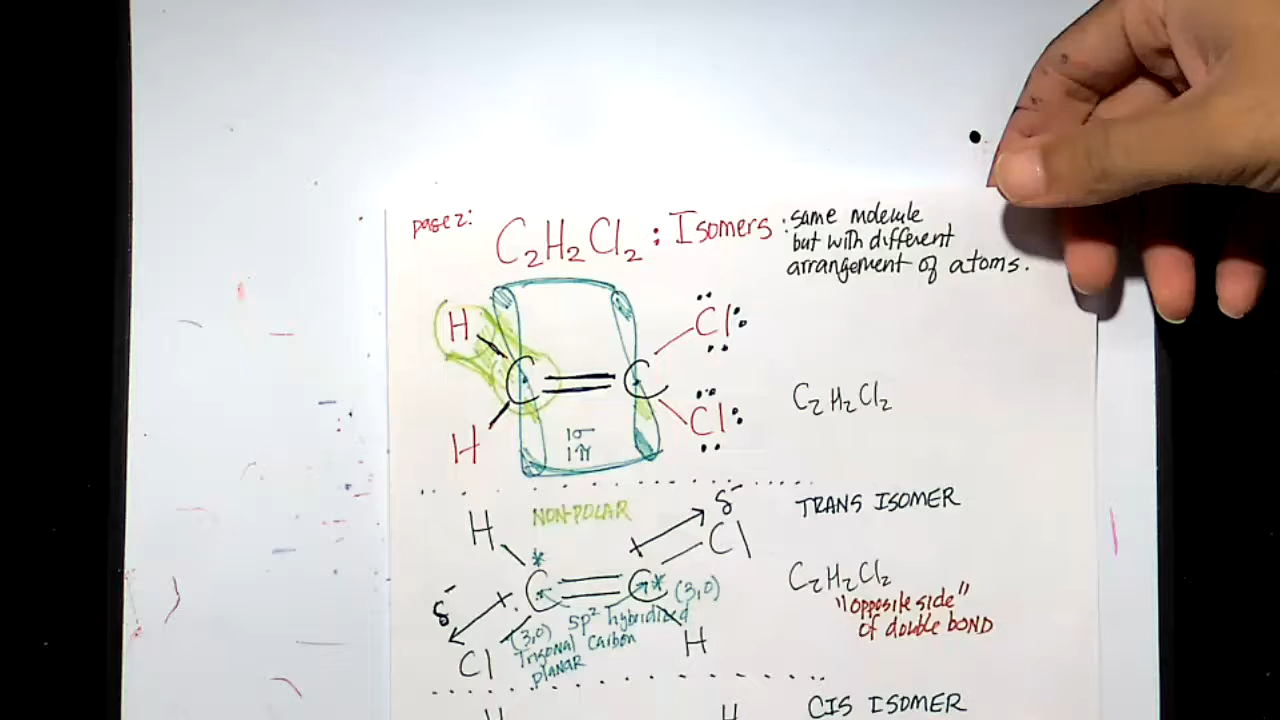 page 2:
C₂H₂Cl₂ : Isomers : same molecule
but with different
arrangement of atoms.
H
Cl
C
C
H
Cl
1σ
1π
C₂H₂Cl₂
NON-POLAR
δ⁻
TRANS ISOMER
H
Cl
*
C
C
*
(3,0)
C₂H₂Cl₂
"opposite side"
of double BOND
δ⁻
sp² hybridized
(3,0)
Trigonal Carbon
planar
Cl
H
CIS ISOMER
H
H